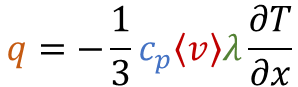 q = − 1/3 c_p⟨v⟩λ ∂T/∂x